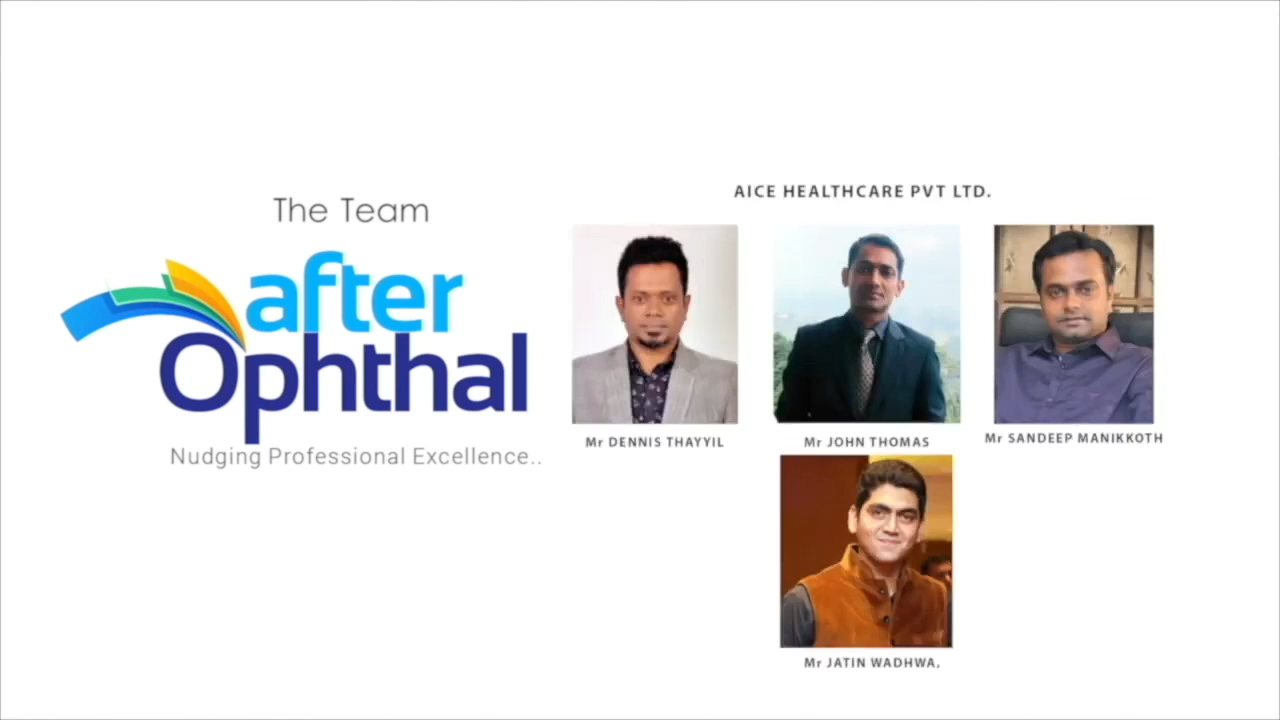 The Team
after
Ophthal
Nudging Professional Excellence..
AICE HEALTHCARE PVT LTD.
Mr DENNIS THAYYIL
Mr JOHN THOMAS
Mr SANDEEP MANIKKOTH
Mr JATIN WADHWA,